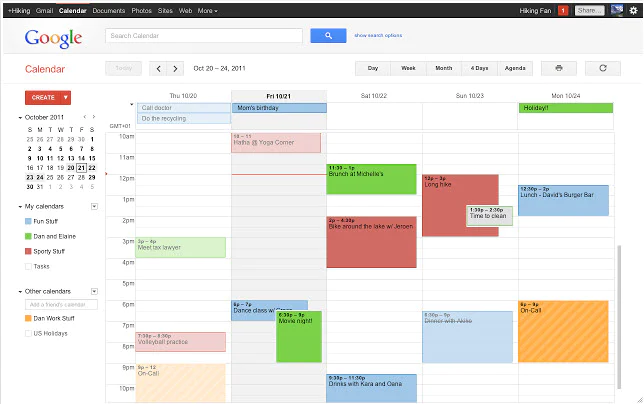 +Hiking Gmail Calendar Documents Photos Sites Web More
Hiking Fan 1 Share...
Google
Search Calendar
show search options
Calendar
Today
Oct 20 – 24, 2011
Day Week Month 4 Days Agenda
CREATE
Thu 10/20 Fri 10/21 Sat 10/22 Sun 10/23 Mon 10/24
Call doctor
Mom's birthday
Holiday!!
Do the recycling
GMT+01
October 2011
S M T W T F S
25 26 27 28 29 30 1
2 3 4 5 6 7 8
9 10 11 12 13 14 15
16 17 18 19 20 21 22
23 24 25 26 27 28 29
30 31 1 2 3 4 5
My calendars
Fun Stuff
Dan and Elaine
Sporty Stuff
Tasks
Other calendars
Add a friend's calendar
Dan Work Stuff
US Holidays
10am
11am
12pm
1pm
2pm
3pm
4pm
5pm
6pm
7pm
8pm
9pm
10pm
3p – 4p
Meet tax lawyer
7:30p – 8:30p
Volleyball practice
9p – 12
On-Call
10 – 11
Hatha @ Yoga Corner
6p – 7p
Dance class w/
6:30p – 9p
Movie night!
11:30 – 1p
Brunch at Michelle's
2p – 4:30p
Bike around the lake w/ Jeroen
9:30p – 11:30p
Drinks with Kara and Oana
12p – 3p
Long hike
1:30p – 2:30p
Time to clean
6:30p – 9p
Dinner with Akiko
12:30p – 2p
Lunch - David's Burger Bar
6p – 9p
On-Call